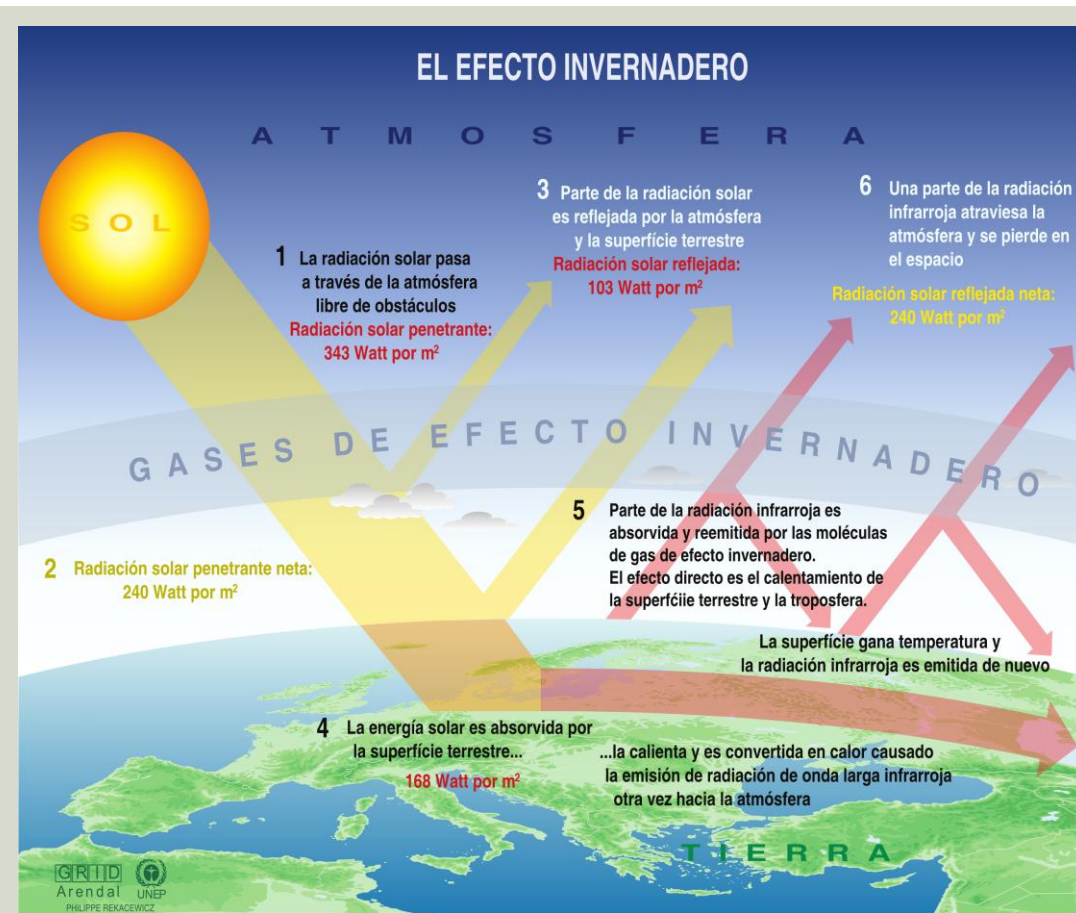 EL EFECTO INVERNADERO
ATMOSFERA
SOL
1 La radiación solar pasa
a través de la atmósfera
libre de obstáculos
Radiación solar penetrante:
343 Watt por m²
3 Parte de la radiación solar
es reflejada por la atmósfera
y la superfície terrestre
Radiación solar reflejada:
103 Watt por m²
6 Una parte de la radiación
infrarroja atraviesa la
atmósfera y se pierde en
el espacio
Radiación solar reflejada neta:
240 Watt por m²
GASES DE EFECTO INVERNADERO
2 Radiación solar penetrante neta:
240 Watt por m²
5 Parte de la radiación infrarroja es
absorvida y reemitida por las moléculas
de gas de efecto invernadero.
El efecto directo es el calentamiento de
la superfćiie terrestre y la troposfera.
La superfície gana temperatura y
la radiación infrarroja es emitida de nuevo
4 La energía solar es absorvida por
la superfície terrestre...
168 Watt por m²
...la calienta y es convertida en calor causado
la emisión de radiación de onda larga infrarroja
otra vez hacia la atmósfera
TIERRA
GRID
Arendal
UNEP
PHILIPPE REKACEWICZ